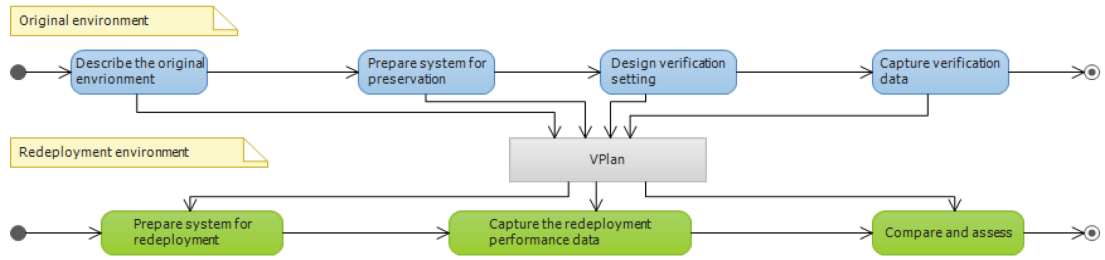 Original environment
Describe the original
envrionment
Prepare system for
preservation
Design verification
setting
Capture verification
data
Redeployment environment
VPlan
Prepare system for
redeployment
Capture the redeployment
performance data
Compare and assess